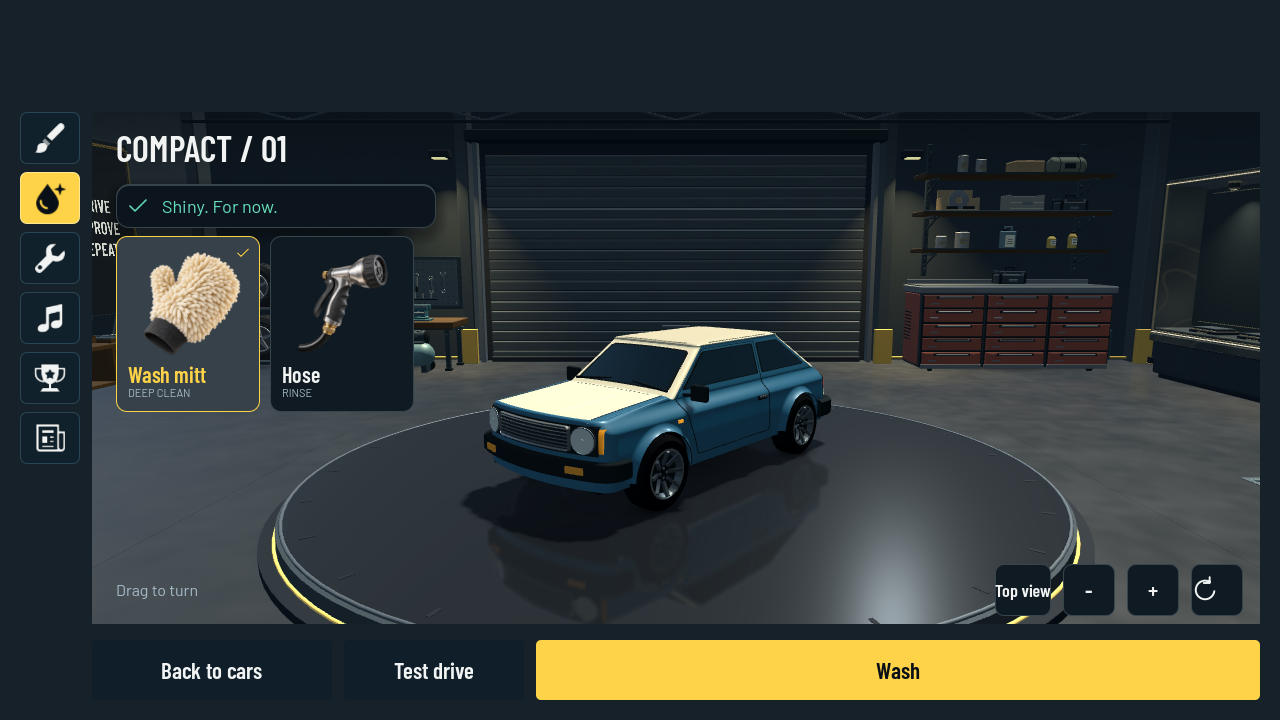 COMPACT / 01
Shiny. For now.
Wash mitt
DEEP CLEAN
Hose
RINSE
Drag to turn
Top view
-
+
Back to cars
Test drive
Wash